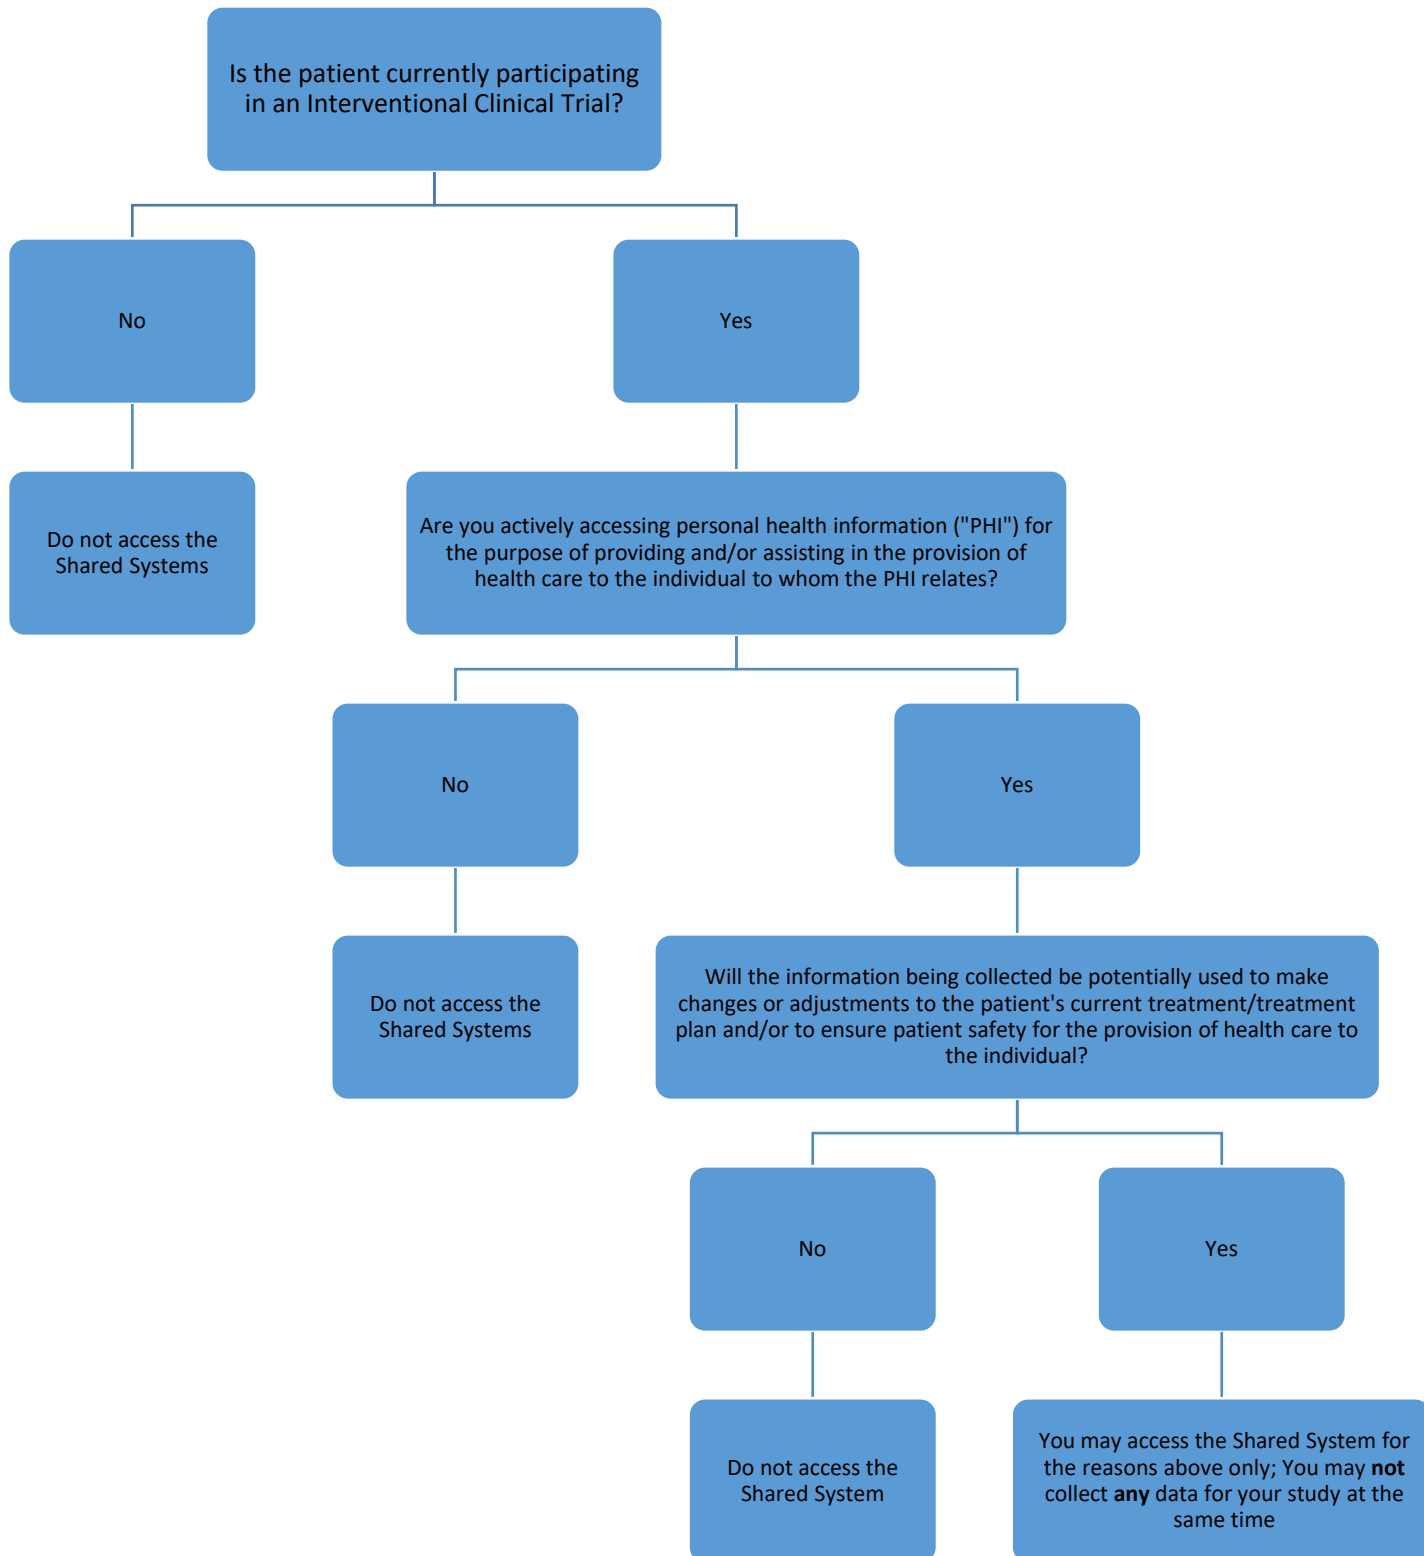 Is the patient currently participating
in an Interventional Clinical Trial?
No
Yes
Do not access the
Shared Systems
Are you actively accessing personal health information ("PHI") for
the purpose of providing and/or assisting in the provision of
health care to the individual to whom the PHI relates?
No
Yes
Do not access the
Shared Systems
Will the information being collected be potentially used to make
changes or adjustments to the patient's current treatment/treatment
plan and/or to ensure patient safety for the provision of health care to
the individual?
No
Yes
Do not access the
Shared System
You may access the Shared System for
the reasons above only; You may not
collect any data for your study at the
same time